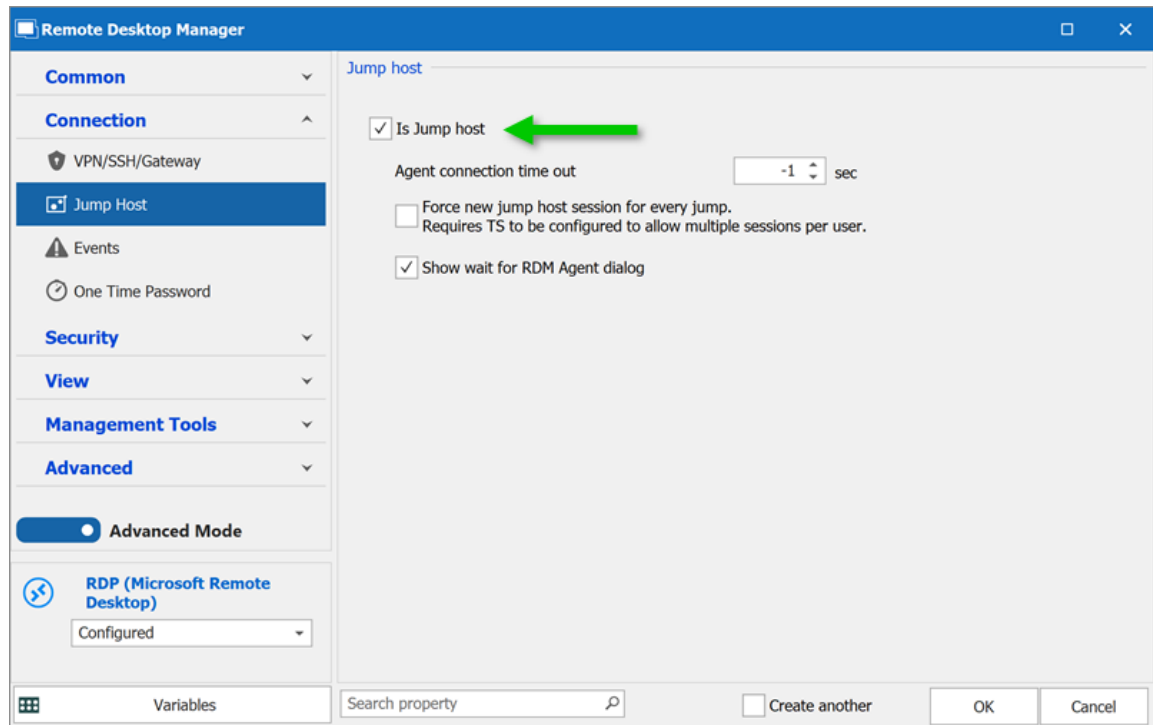 Remote Desktop Manager
Common
Connection
VPN/SSH/Gateway
Jump Host
Events
One Time Password
Security
View
Management Tools
Advanced
Advanced Mode
RDP (Microsoft Remote
Desktop)
Configured
Variables
Jump host
Is Jump host
Agent connection time out -1 sec
Force new jump host session for every jump.
Requires TS to be configured to allow multiple sessions per user.
Show wait for RDM Agent dialog
Search property
Create another
OK
Cancel